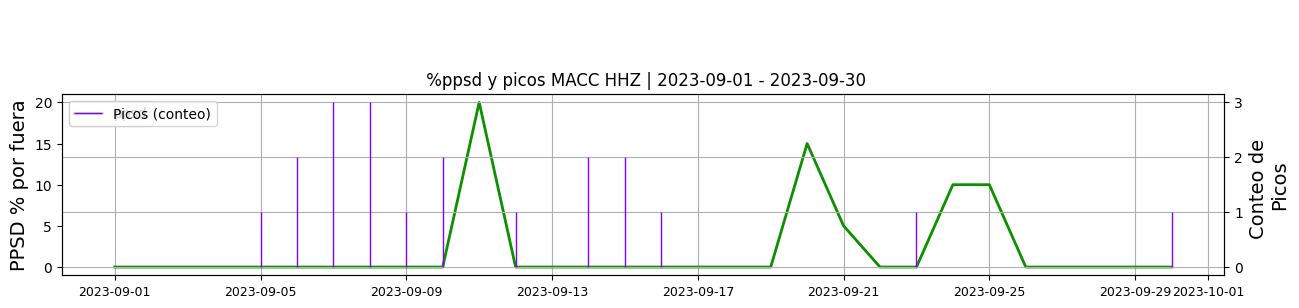 %ppsd y picos MACC HHZ | 2023-09-01 - 2023-09-30
Picos (conteo)
PPSD % por fuera
20
15
10
5
0
3
2
1
0
Conteo de
Picos
2023-09-01 2023-09-05 2023-09-09 2023-09-13 2023-09-17 2023-09-21 2023-09-25 2023-09-29 2023-10-01